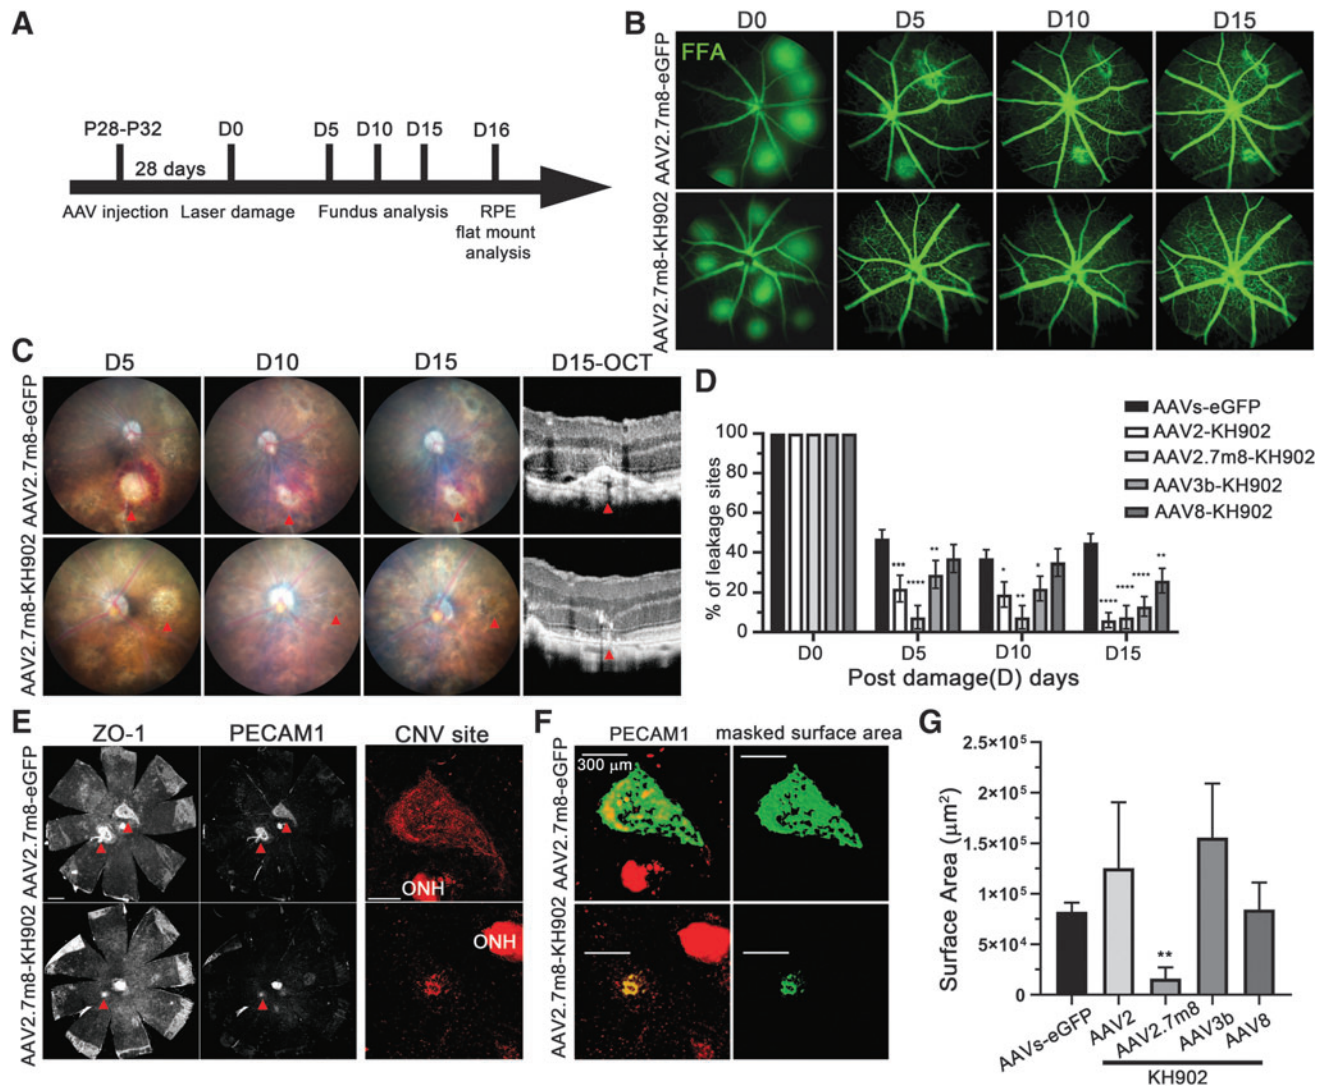 A
P28-P32
D0
D5
D10
D15
D16
28 days
AAV injection
Laser damage
Fundus analysis
RPE
flat mount
analysis
B
D0
D5
D10
D15
FFA
AAV2.7m8-eGFP
AAV2.7m8-KH902
C
D5
D10
D15
D15-OCT
AAV2.7m8-eGFP
AAV2.7m8-KH902
D
AAVs-eGFP
AAV2-KH902
AAV2.7m8-KH902
AAV3b-KH902
AAV8-KH902
% of leakage sites
100
80
60
40
20
0
*** **** **
* ** *
**** **** **** **
D0
D5
D10
D15
Post damage(D) days
E
ZO-1
PECAM1
CNV site
AAV2.7m8-eGFP
ONH
AAV2.7m8-KH902
ONH
F
PECAM1
masked surface area
AAV2.7m8-eGFP
300 μm
AAV2.7m8-KH902
G
Surface Area (μm²)
2.5×10⁵
2×10⁵
1.5×10⁵
1×10⁵
5×10⁴
0
**
AAVs-eGFP
AAV2
AAV2.7m8
AAV3b
AAV8
KH902